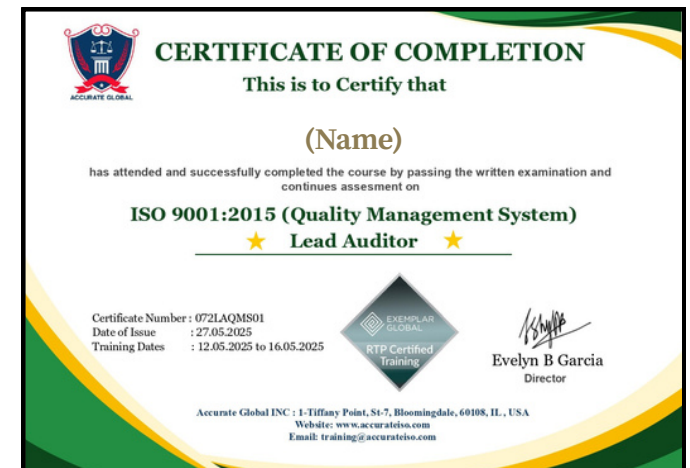 ACCURATE GLOBAL
CERTIFICATE OF COMPLETION
This is to Certify that
(Name)
has attended and successfully completed the course by passing the written examination and
continues assesment on
ISO 9001:2015 (Quality Management System)
Lead Auditor
Certificate Number : 072LAQMS01
Date of Issue : 27.05.2025
Training Dates : 12.05.2025 to 16.05.2025
EXEMPLAR
GLOBAL
RTP Certified
Training
Evelyn B Garcia
Director
Accurate Global INC : 1-Tiffany Point, St-7, Bloomingdale, 60108, IL , USA
Website: www.accurateiso.com
Email: training@accurateiso.com